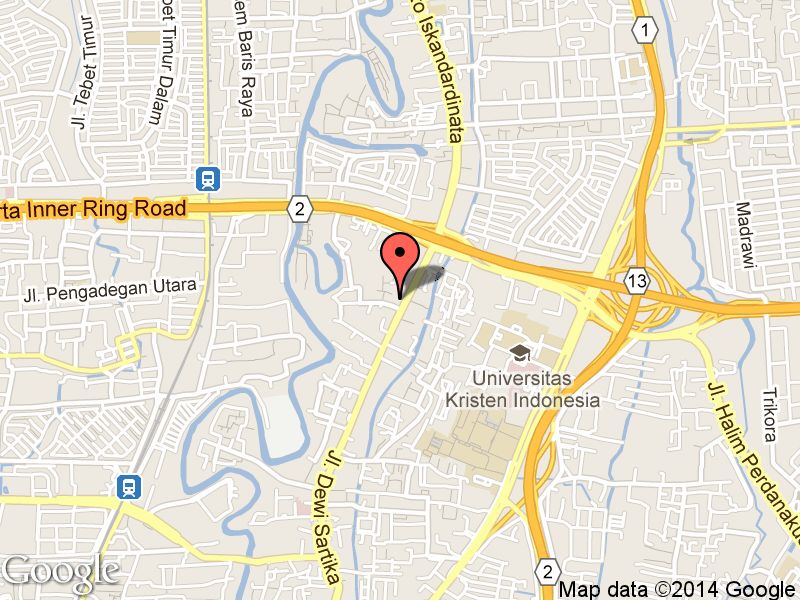 Jl. Tebet Timur
bet Timur Dalam
em Baris Raya
ko Iskandardinata
1
rta Inner Ring Road
2
Madrawi
Jl. Pengadegan Utara
13
Universitas
Kristen Indonesia
Trikora
Jl. Halim Perdanaku
Jl. Dewi Sartika
2
Google
Map data ©2014 Google